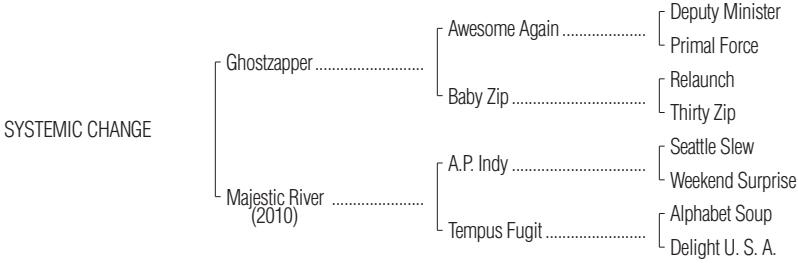 Deputy Minister
Awesome Again ....................
Primal Force
Ghostzapper ..........................
Relaunch
Baby Zip ................................
Thirty Zip
SYSTEMIC CHANGE
Seattle Slew
A.P. Indy ................................
Weekend Surprise
Majestic River ......................
(2010)
Alphabet Soup
Tempus Fugit ........................
Delight U. S. A.